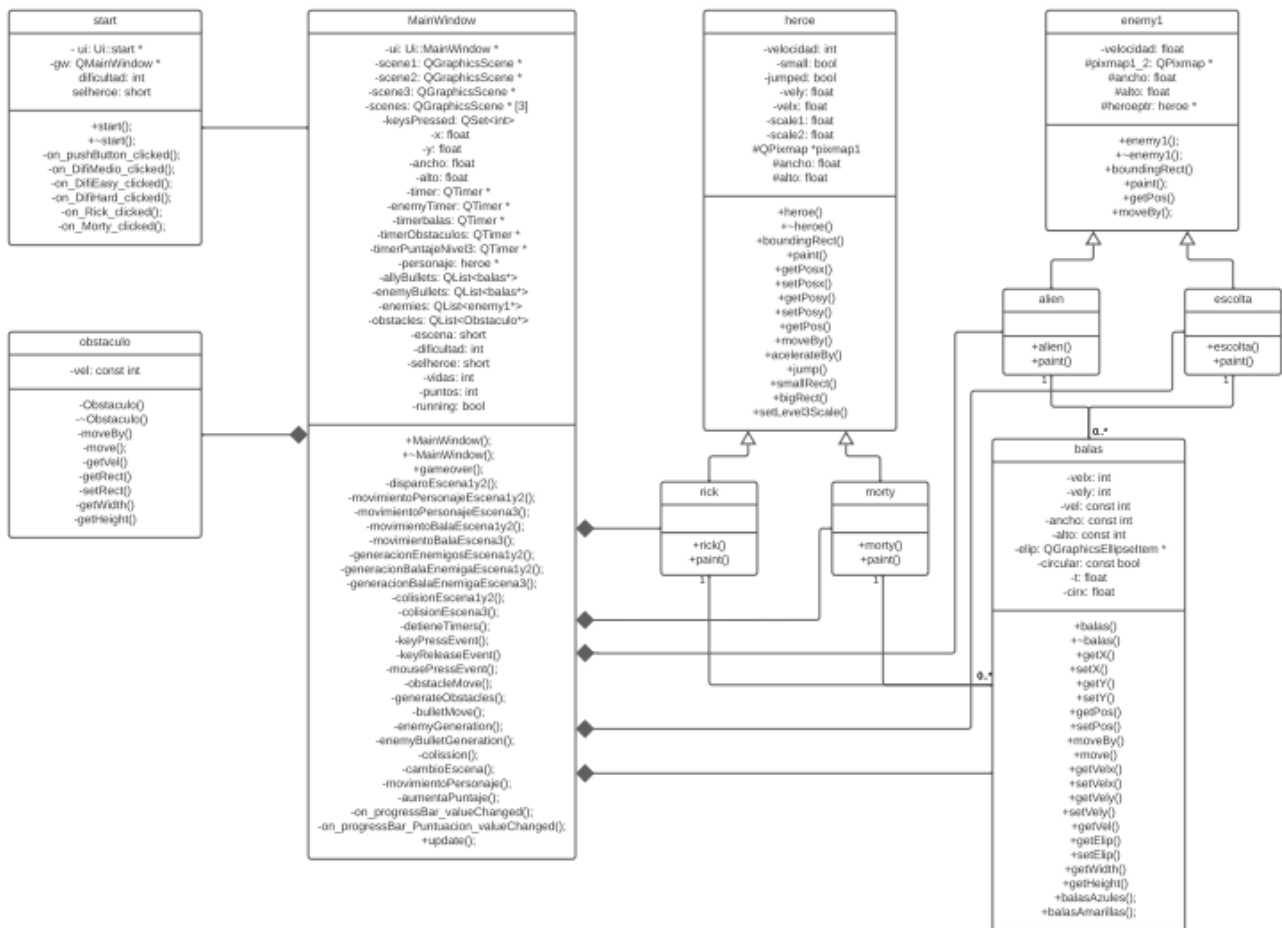 start
- ui: Ui::start *
-gw: QMainWindow *
dificultad: int
selheroe: short
+start();
+~start();
-on_pushButton_clicked();
-on_DifiMedio_clicked();
-on_DifiEasy_clicked();
-on_DifiHard_clicked();
-on_Rick_clicked();
-on_Morty_clicked();
obstaculo
-vel: const int
-Obstaculo()
-~Obstaculo()
-moveBy()
-move();
-getVel()
-getRect()
-setRect()
-getWidth()
-getHeight()
MainWindow
-ui: Ui::MainWindow *
-scene1: QGraphicsScene *
-scene2: QGraphicsScene *
-scene3: QGraphicsScene *
-scenes: QGraphicsScene * [3]
-keysPressed: QSet<int>
-x: float
-y: float
-ancho: float
-alto: float
-timer: QTimer *
-enemyTimer: QTimer *
-timerbalas: QTimer *
-timerObstaculos: QTimer *
-timerPuntajeNivel3: QTimer *
-personaje: heroe *
-allyBullets: QList<balas*>
-enemyBullets: QList<balas*>
-enemies: QList<enemy1*>
-obstacles: QList<Obstaculo*>
-escena: short
-dificultad: int
-selheroe: short
-vidas: int
-puntos: int
-running: bool
+MainWindow();
+~MainWindow();
+gameover();
-disparoEscena1y2();
-movimientoPersonajeEscena1y2();
-movimientoPersonajeEscena3();
-movimientoBalaEscena1y2();
-movimientoBalaEscena3();
-generacionEnemigosEscena1y2();
-generacionBalaEnemigaEscena1y2();
-generacionBalaEnemigaEscena3();
-colisionEscena1y2();
-colisionEscena3();
-detieneTimers();
-keyPressEvent();
-keyReleaseEvent()
-mousePressEvent();
-obstacleMove();
-generateObstacles();
-bulletMove();
-enemyGeneration();
-enemyBulletGeneration();
-colission();
-cambioEscena();
-movimientoPersonaje();
-aumentaPuntaje();
-on_progressBar_valueChanged();
-on_progressBar_Puntuacion_valueChanged();
+update();
heroe
-velocidad: int
-small: bool
-jumped: bool
-vely: float
-velx: float
-scale1: float
-scale2: float
#QPixmap *pixmap1
#ancho: float
#alto: float
+heroe()
+~heroe()
+boundingRect()
+paint()
+getPosx()
+setPosx()
+getPosy()
+setPosy()
+getPos()
+moveBy()
+acelerateBy()
+jump()
+smallRect()
+bigRect()
+setLevel3Scale()
rick
+rick()
+paint()
1
morty
+morty()
+paint()
1
0..*
enemy1
-velocidad: float
#pixmap1_2: QPixmap *
#ancho: float
#alto: float
#heroeptr: heroe *
+enemy1();
+~enemy1();
+boundingRect()
+paint();
+getPos()
+moveBy();
alien
+alien()
+paint()
1
escolta
+escolta()
+paint()
1
0..*
balas
-velx: int
-vely: int
-vel: const int
-ancho: const int
-alto: const int
-elip: QGraphicsEllipseItem *
-circular: const bool
-t: float
-cinx: float
+balas()
+~balas()
+getX()
+setX()
+getY()
+setY()
+getPos()
+setPos()
+moveBy()
+move()
+getVelx()
+setVelx()
+getVely()
+setVely()
+getVel()
+getElip()
+setElip()
+getWidth()
+getHeight()
+balasAzules();
+balasAmarillas();